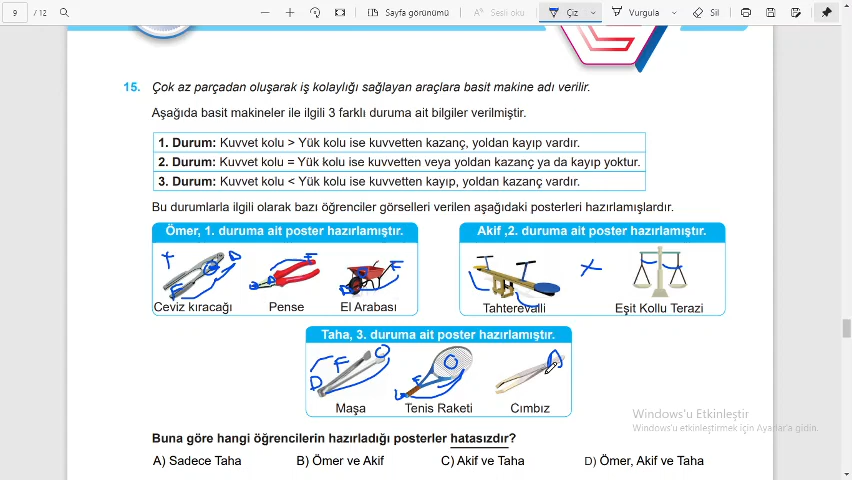 9 / 12 Sayfa görünümü Sesli oku Çiz Vurgula Sil
15. Çok az parçadan oluşarak iş kolaylığı sağlayan araçlara basit makine adı verilir.
Aşağıda basit makineler ile ilgili 3 farklı duruma ait bilgiler verilmiştir.
1. Durum: Kuvvet kolu > Yük kolu ise kuvvetten kazanç, yoldan kayıp vardır.
2. Durum: Kuvvet kolu = Yük kolu ise kuvvetten veya yoldan kazanç ya da kayıp yoktur.
3. Durum: Kuvvet kolu < Yük kolu ise kuvvetten kayıp, yoldan kazanç vardır.
Bu durumlarla ilgili olarak bazı öğrenciler görselleri verilen aşağıdaki posterleri hazırlamışlardır.
Ömer, 1. duruma ait poster hazırlamıştır.
Ceviz kıracağı Pense El Arabası
Akif ,2. duruma ait poster hazırlamıştır.
Tahterevalli Eşit Kollu Terazi
Taha, 3. duruma ait poster hazırlamıştır.
Maşa Tenis Raketi Cımbız
Windows'u Etkinleştir
Windows'u etkinleştirmek için Ayarlar'a gidin.
Buna göre hangi öğrencilerin hazırladığı posterler hatasızdır?
A) Sadece Taha B) Ömer ve Akif C) Akif ve Taha D) Ömer, Akif ve Taha